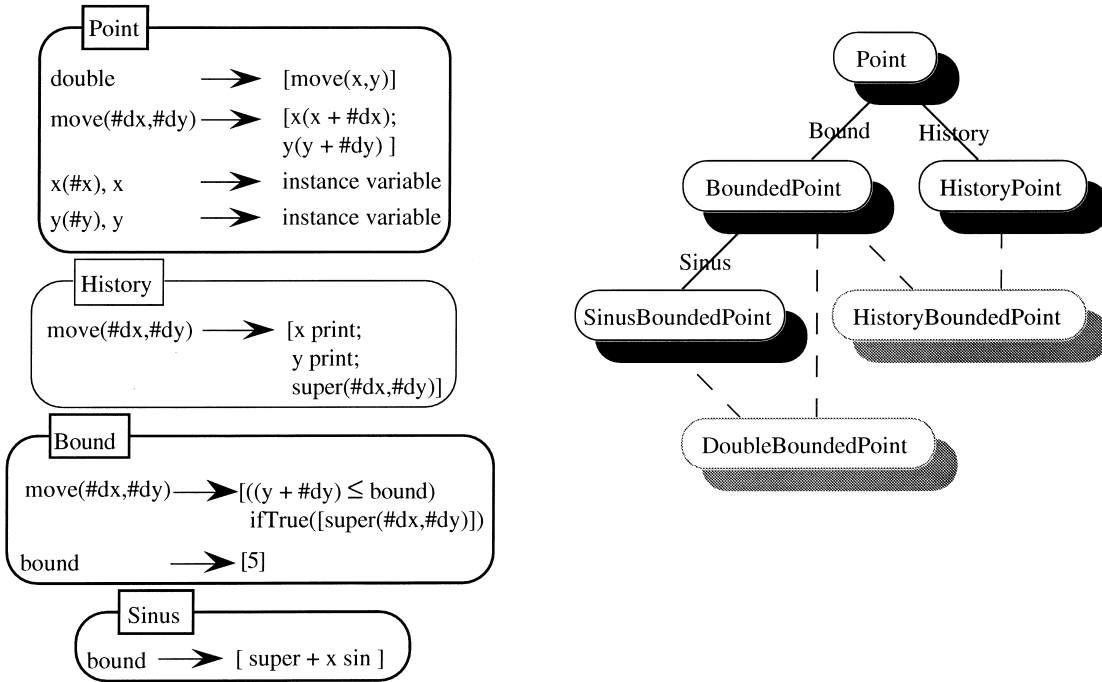 Point
double [move(x,y)]
move(#dx,#dy) [x(x + #dx);
y(y + #dy) ]
x(#x), x instance variable
y(#y), y instance variable
History
move(#dx,#dy) [x print;
y print;
super(#dx,#dy)]
Bound
move(#dx,#dy) [((y + #dy) ≤ bound)
ifTrue([super(#dx,#dy)])
bound [5]
Sinus
bound [ super + x sin ]
Point
Bound History
BoundedPoint HistoryPoint
Sinus
SinusBoundedPoint HistoryBoundedPoint
DoubleBoundedPoint